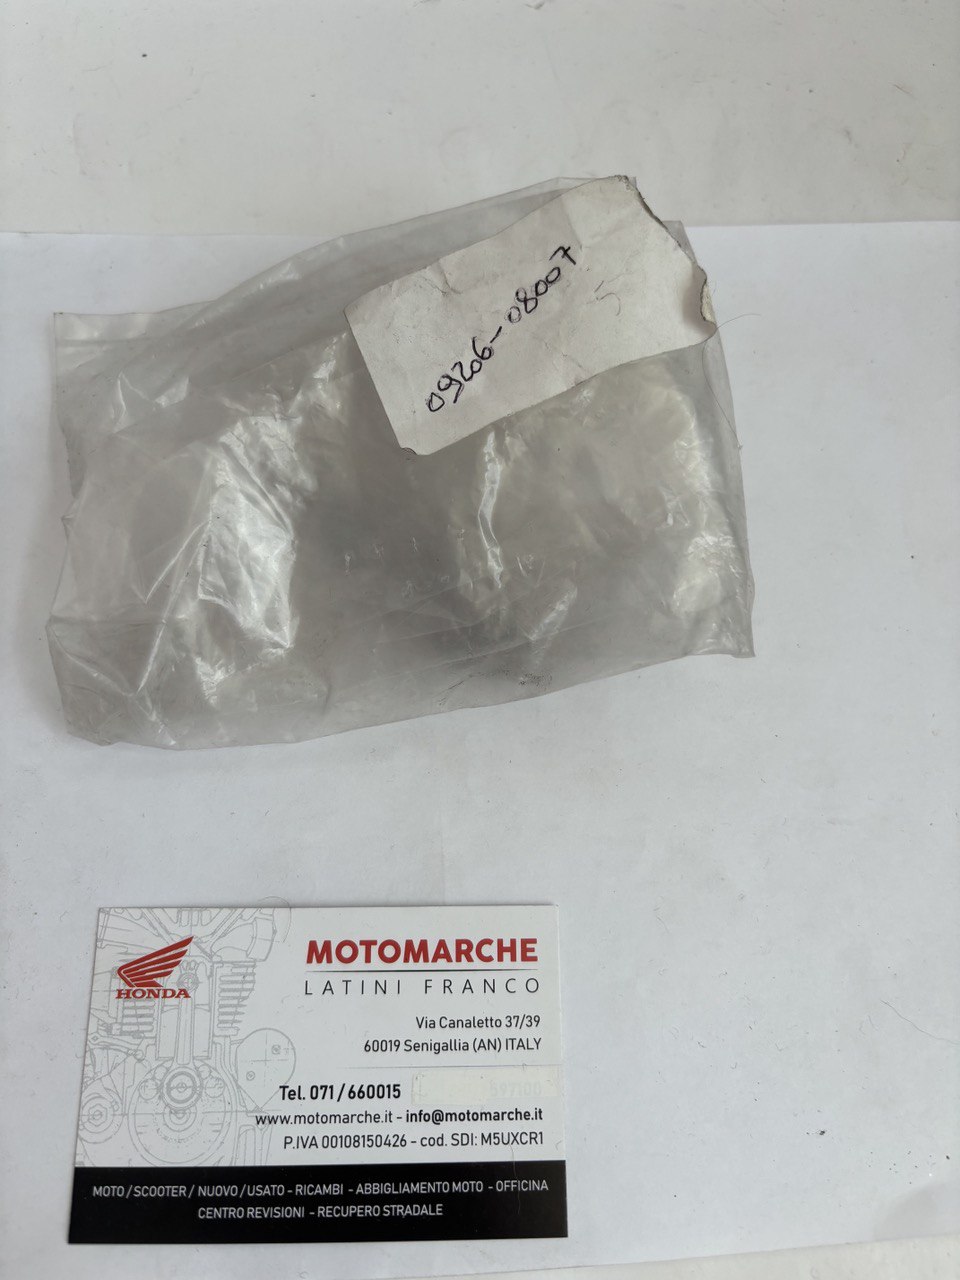 09206-08007
5
HONDA
MOTOMARCHE
LATINI FRANCO
Via Canaletto 37/39
60019 Senigallia (AN) ITALY
Tel. 071/660015
597100
www.motomarche.it - info@motomarche.it
P.IVA 00108150426 - cod. SDI: M5UXCR1
MOTO/SCOOTER/ NUOVO/USATO - RICAMBI - ABBIGLIAMENTO MOTO - OFFICINA
CENTRO REVISIONI - RECUPERO STRADALE